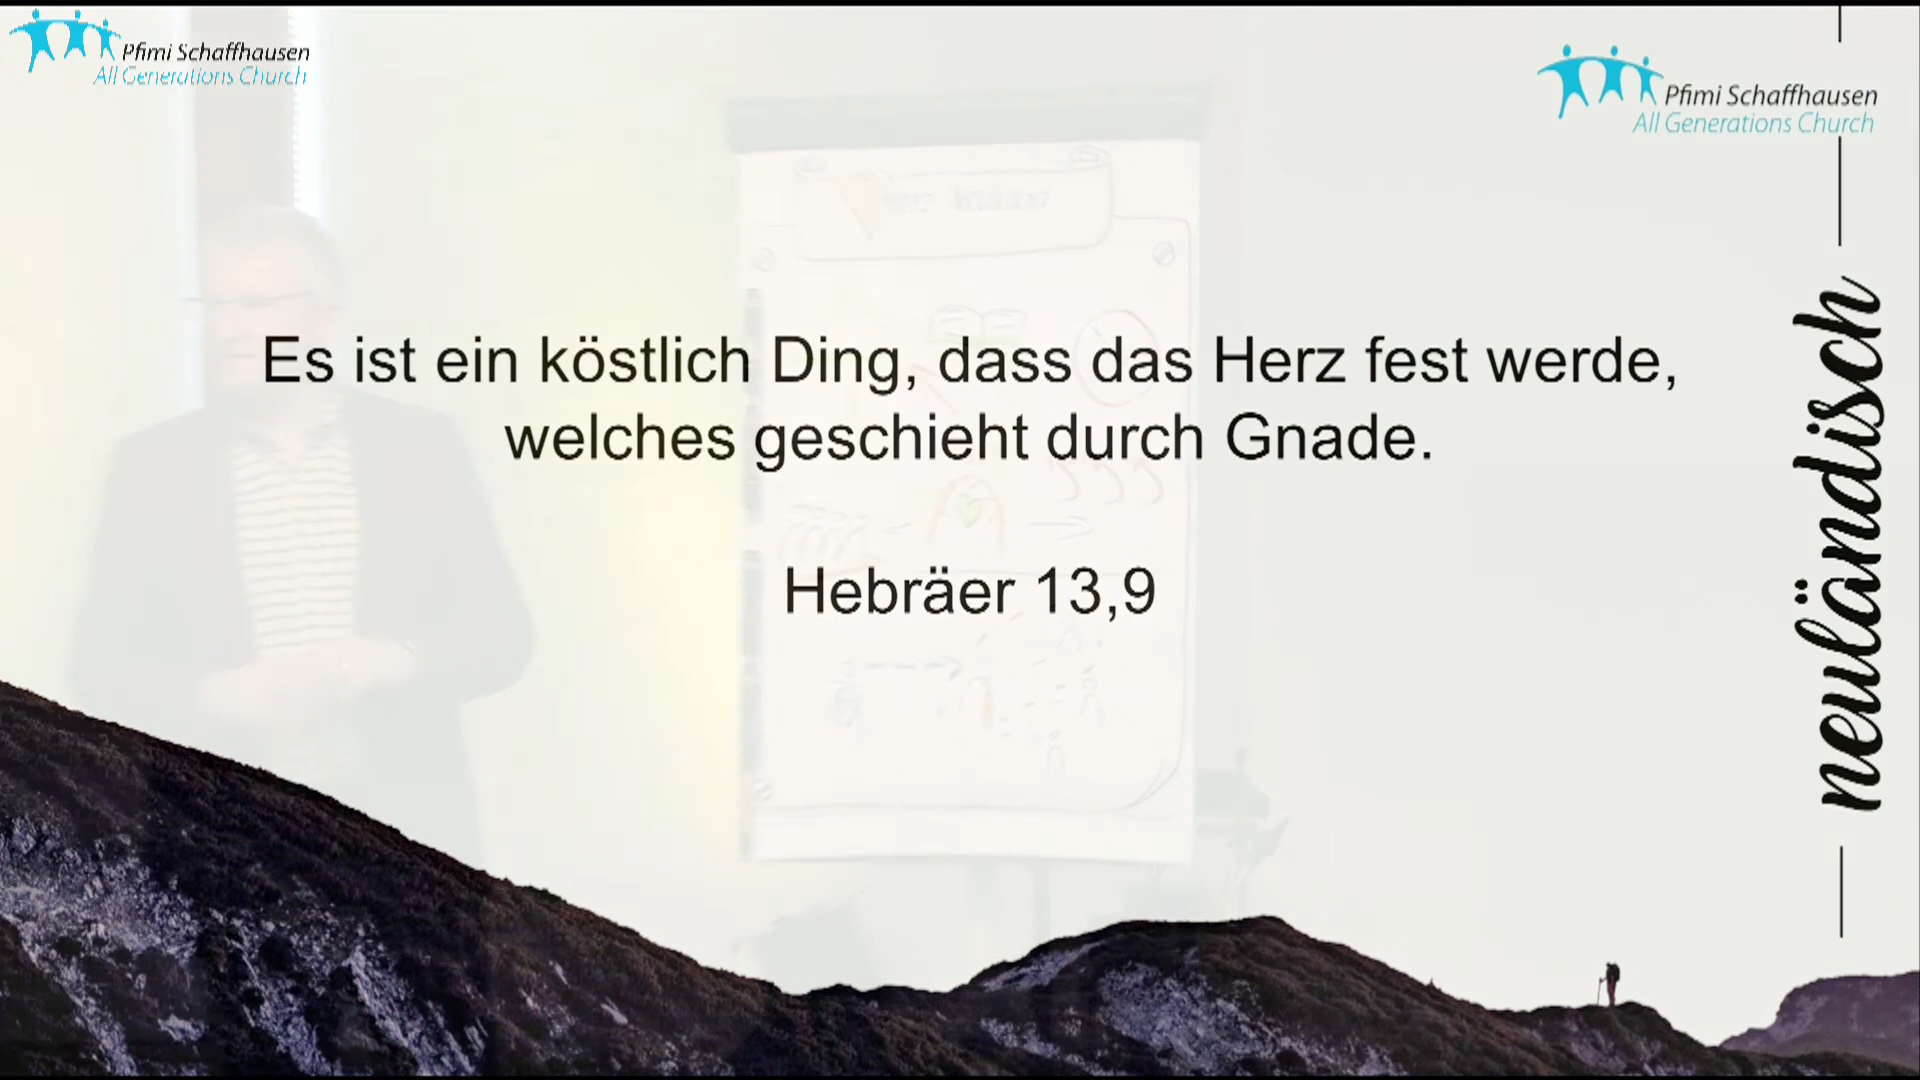 Pfimi Schaffhausen
All Generations Church
Pfimi Schaffhausen
All Generations Church
Es ist ein köstlich Ding, dass das Herz fest werde,
welches geschieht durch Gnade.
Hebräer 13,9
neuländisch